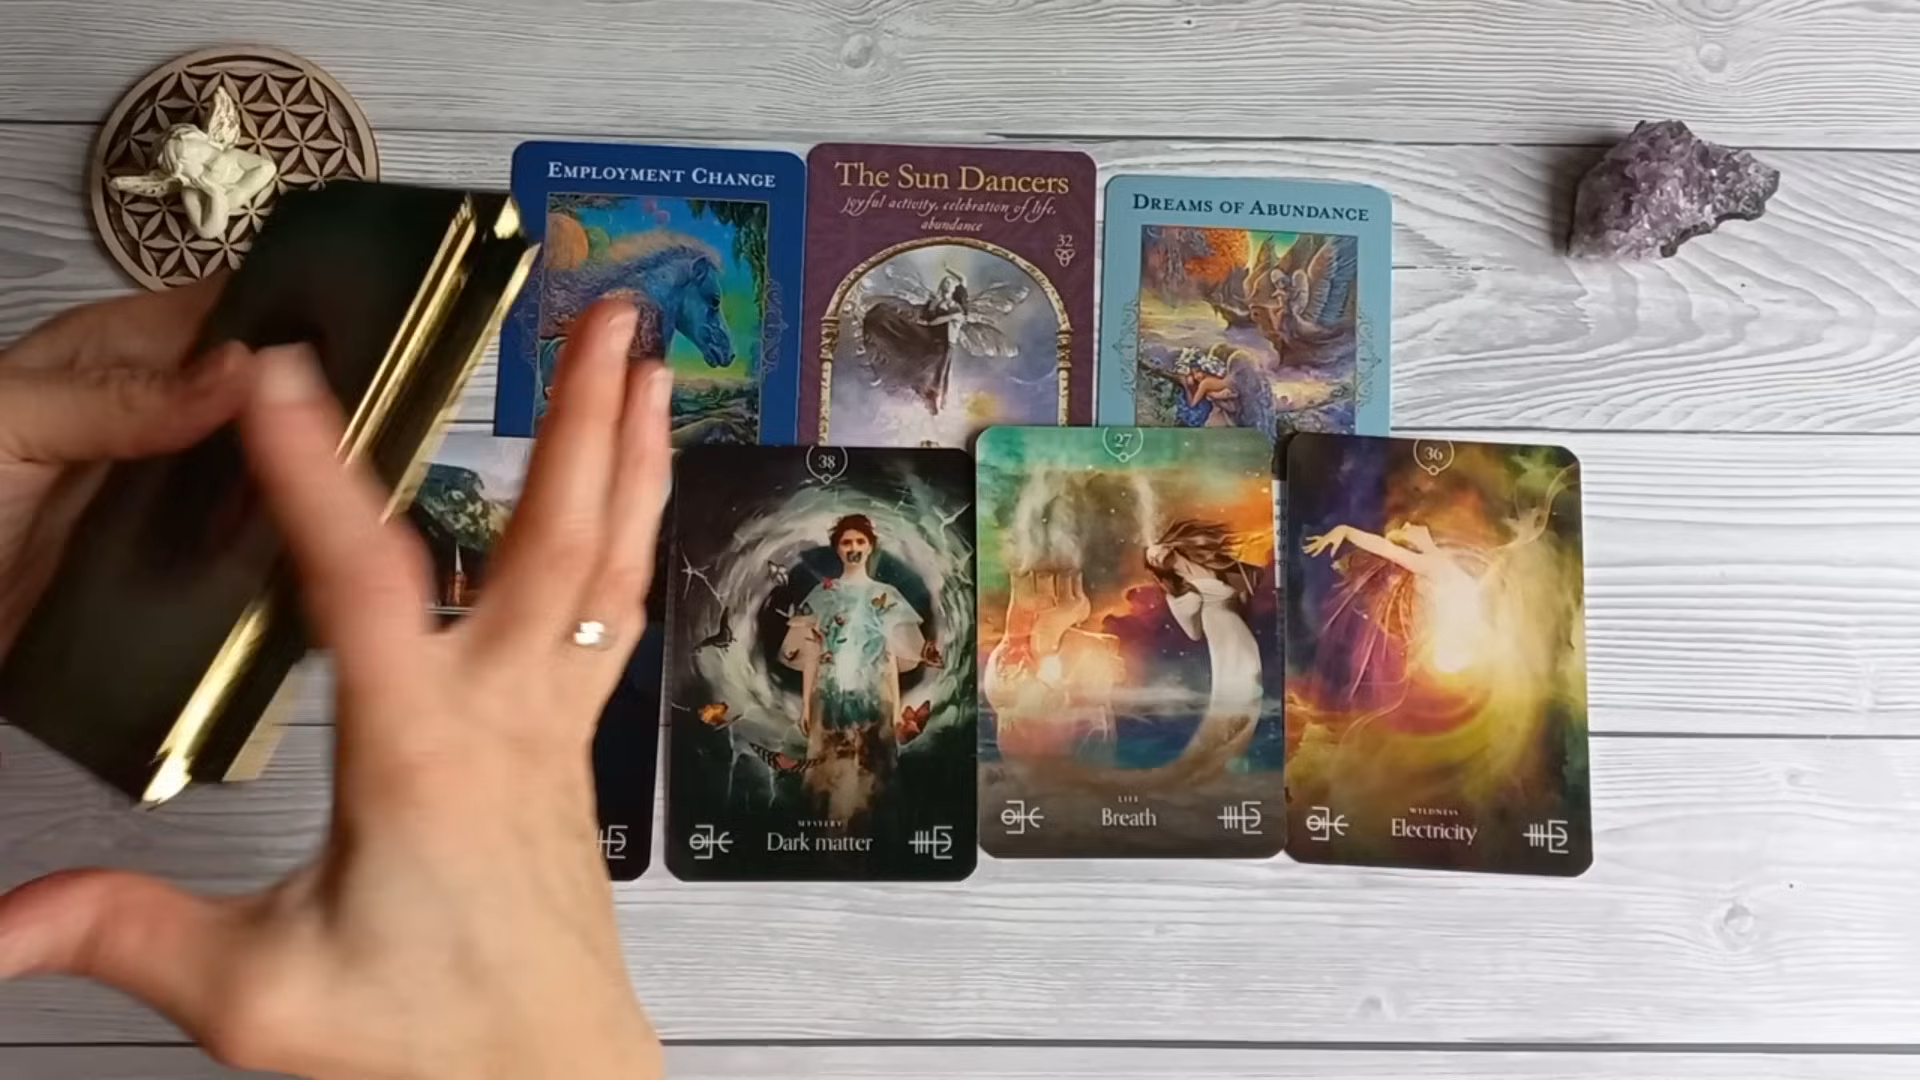 EMPLOYMENT CHANGE
The Sun Dancers
Joyful activity, celebration of life,
abundance
32
DREAMS OF ABUNDANCE
38
MYSTERY
Dark matter
27
LIFE
Breath
36
WILDNESS
Electricity